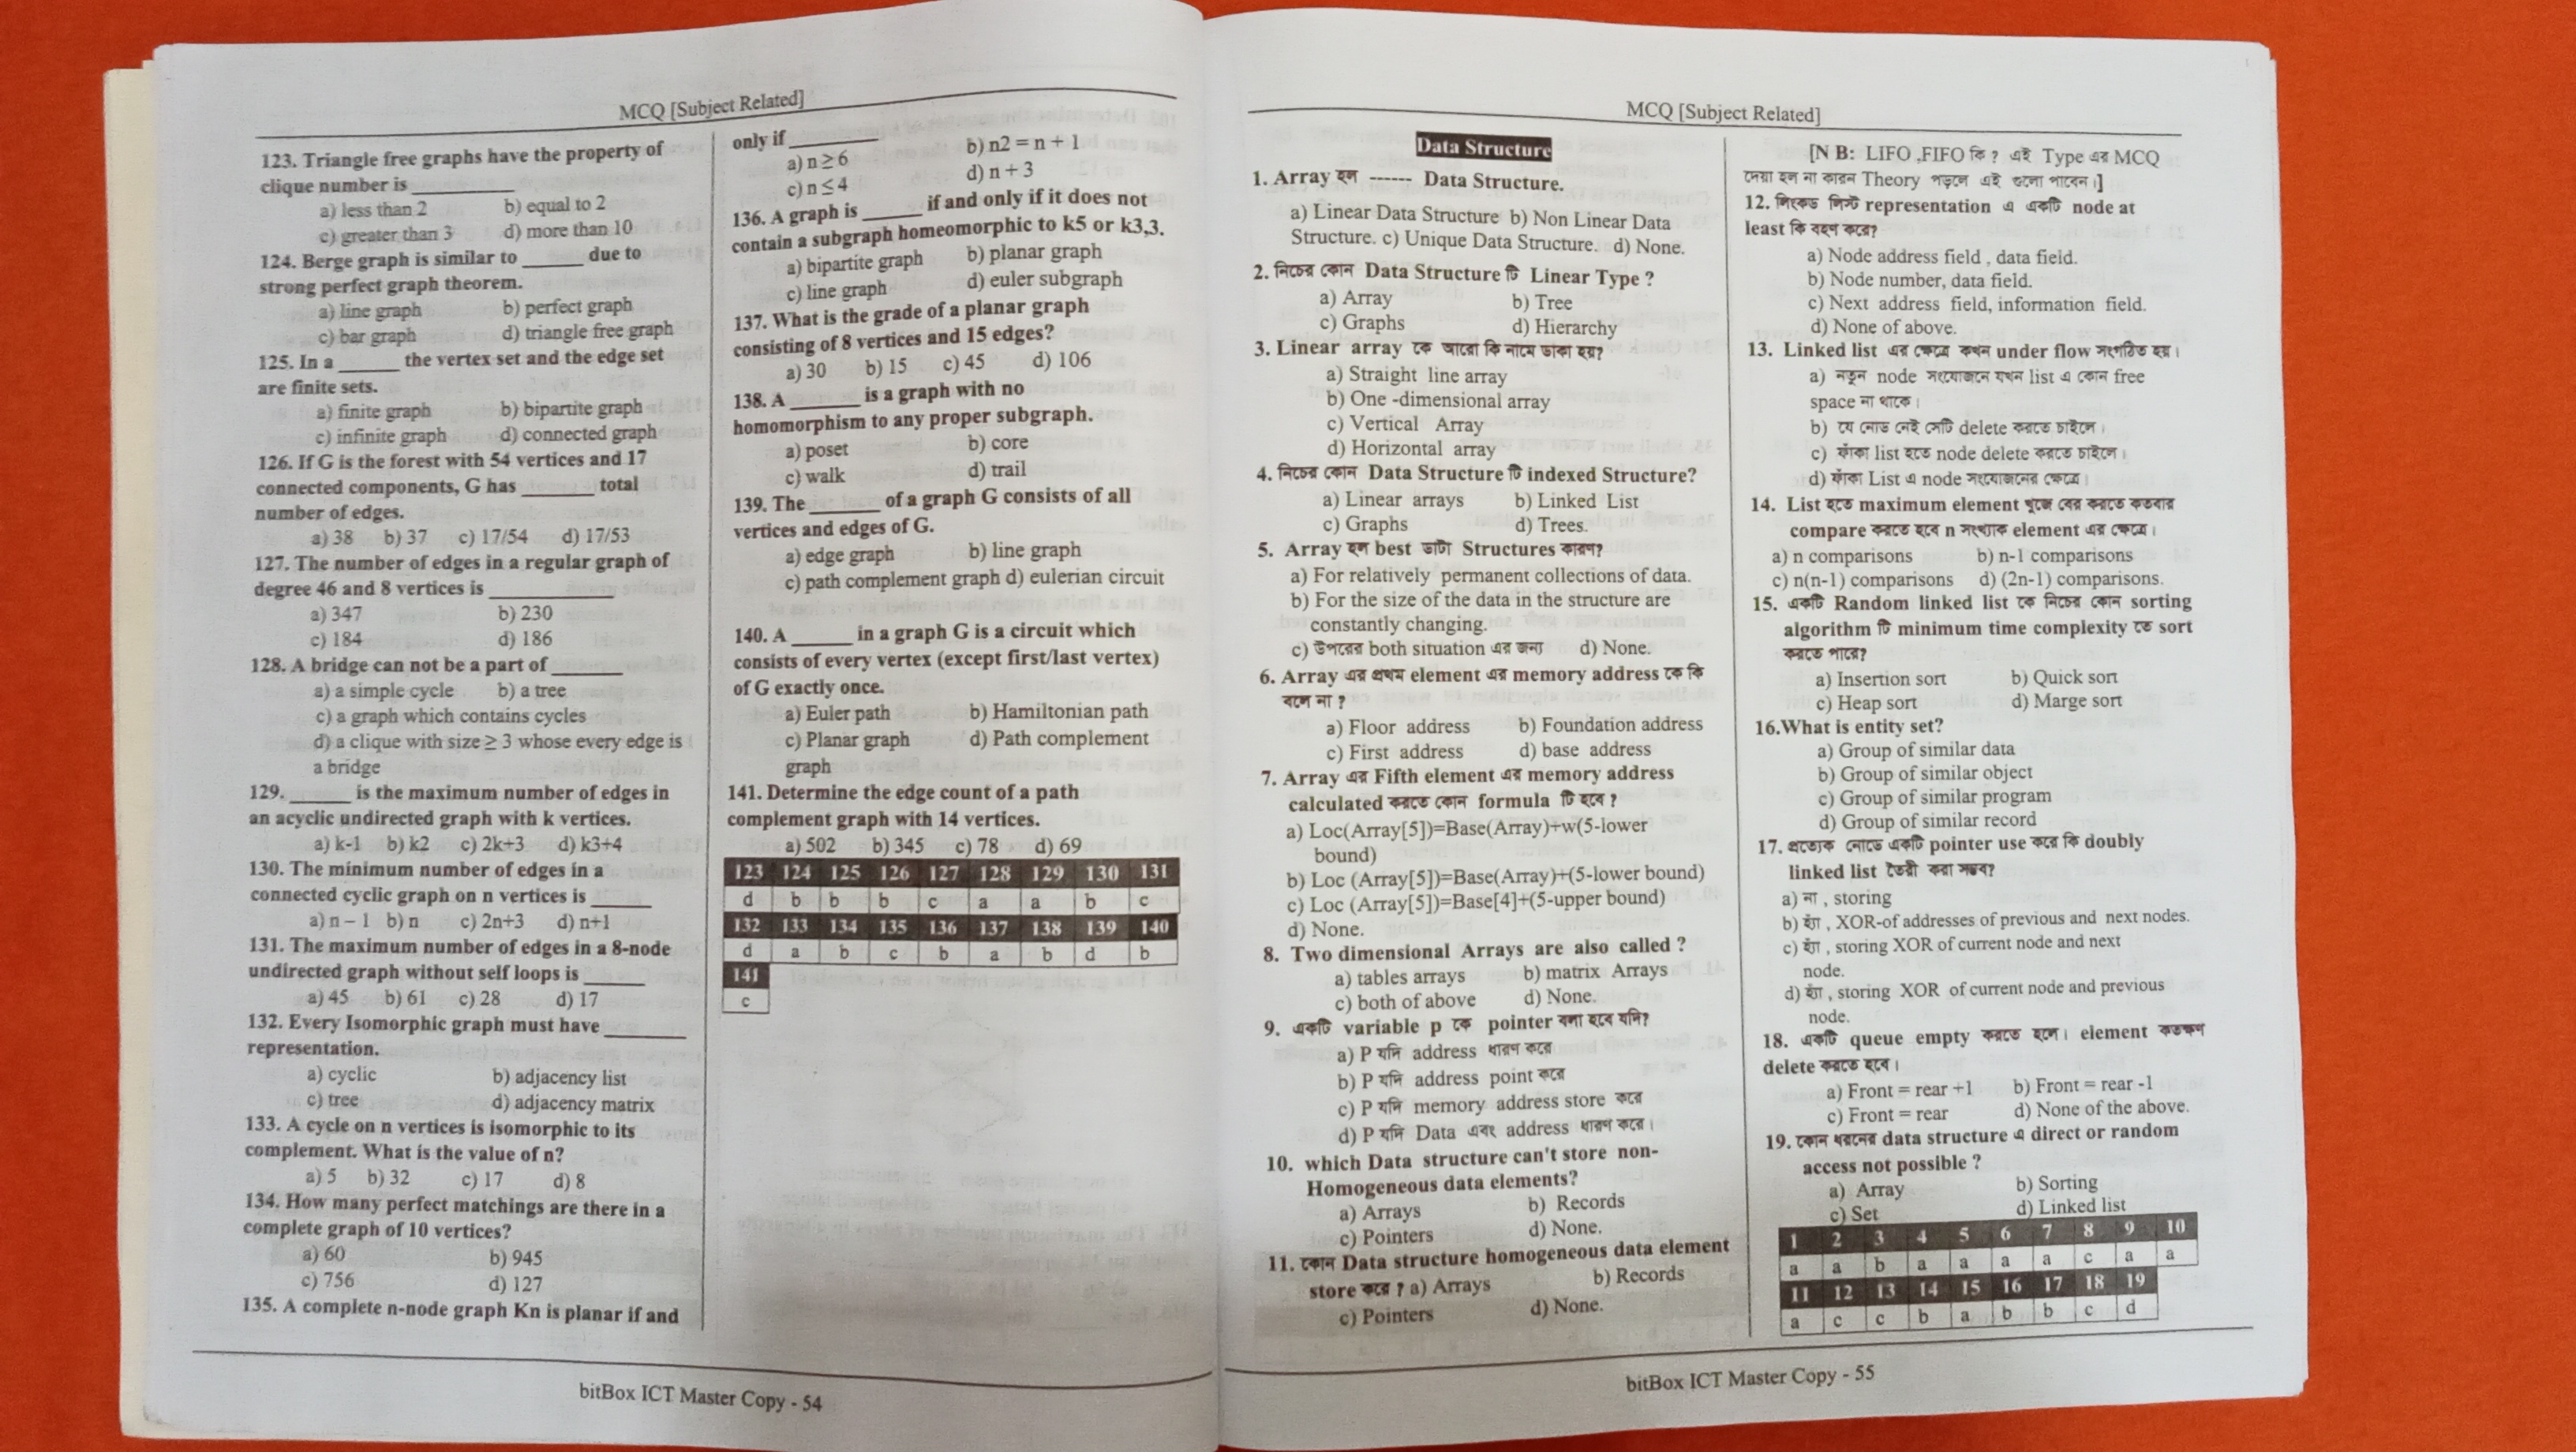 MCQ [Subject Related]
123. Triangle free graphs have the property of
clique number is __________
a) less than 2 b) equal to 2
c) greater than 3 d) more than 10
124. Berge graph is similar to ______ due to
strong perfect graph theorem.
a) line graph b) perfect graph
c) bar graph d) triangle free graph
125. In a ______ the vertex set and the edge set
are finite sets.
a) finite graph b) bipartite graph
c) infinite graph d) connected graph
126. If G is the forest with 54 vertices and 17
connected components, G has _______ total
number of edges.
a) 38 b) 37 c) 17/54 d) 17/53
127. The number of edges in a regular graph of
degree 46 and 8 vertices is ____________
a) 347 b) 230
c) 184 d) 186
128. A bridge can not be a part of_______
a) a simple cycle b) a tree
c) a graph which contains cycles
d) a clique with size ≥ 3 whose every edge is
a bridge
129. ______ is the maximum number of edges in
an acyclic undirected graph with k vertices.
a) k-1 b) k2 c) 2k+3 d) k3+4
130. The minimum number of edges in a
connected cyclic graph on n vertices is ______
a) n – 1 b) n c) 2n+3 d) n+1
131. The maximum number of edges in a 8-node
undirected graph without self loops is ______
a) 45 b) 61 c) 28 d) 17
132. Every Isomorphic graph must have ________
representation.
a) cyclic b) adjacency list
c) tree d) adjacency matrix
133. A cycle on n vertices is isomorphic to its
complement. What is the value of n?
a) 5 b) 32 c) 17 d) 8
134. How many perfect matchings are there in a
complete graph of 10 vertices?
a) 60 b) 945
c) 756 d) 127
135. A complete n-node graph Kn is planar if and
only if _________
a) n ≥ 6 b) n2 = n + 1
c) n ≤ 4 d) n + 3
136. A graph is ______ if and only if it does not
contain a subgraph homeomorphic to k5 or k3,3.
a) bipartite graph b) planar graph
c) line graph d) euler subgraph
137. What is the grade of a planar graph
consisting of 8 vertices and 15 edges?
a) 30 b) 15 c) 45 d) 106
138. A _______ is a graph with no
homomorphism to any proper subgraph.
a) poset b) core
c) walk d) trail
139. The _______ of a graph G consists of all
vertices and edges of G.
a) edge graph b) line graph
c) path complement graph d) eulerian circuit
140. A ______ in a graph G is a circuit which
consists of every vertex (except first/last vertex)
of G exactly once.
a) Euler path b) Hamiltonian path
c) Planar graph d) Path complement
graph
141. Determine the edge count of a path
complement graph with 14 vertices.
a) 502 b) 345 c) 78 d) 69
123 124 125 126 127 128 129 130 131
d b b b c a a b c
132 133 134 135 136 137 138 139 140
d a b c b a b d b
141
c
bitBox ICT Master Copy - 54
MCQ [Subject Related]
Data Structure
1. Array হল ------ Data Structure.
a) Linear Data Structure b) Non Linear Data
Structure. c) Unique Data Structure. d) None.
2. নিচের কোন Data Structure টি Linear Type ?
a) Array b) Tree
c) Graphs d) Hierarchy
3. Linear array কে আরো কি নামে ডাকা হয়?
a) Straight line array
b) One -dimensional array
c) Vertical Array
d) Horizontal array
4. নিচের কোন Data Structure টি indexed Structure?
a) Linear arrays b) Linked List
c) Graphs d) Trees.
5. Array হল best ডাটা Structures কারণ?
a) For relatively permanent collections of data.
b) For the size of the data in the structure are
constantly changing.
c) উপরের both situation এর জন্য d) None.
6. Array এর প্রথম element এর memory address কে কি
বলে না ?
a) Floor address b) Foundation address
c) First address d) base address
7. Array এর Fifth element এর memory address
calculated করতে কোন formula টি হবে ?
a) Loc(Array[5])=Base(Array)+w(5-lower
bound)
b) Loc (Array[5])=Base(Array)+(5-lower bound)
c) Loc (Array[5])=Base[4]+(5-upper bound)
d) None.
8. Two dimensional Arrays are also called ?
a) tables arrays b) matrix Arrays
c) both of above d) None.
9. একটি variable p কে pointer বলা হবে যদি?
a) P যদি address ধারণ করে
b) P যদি address point করে
c) P যদি memory address store করে
d) P যদি Data এবং address ধারণ করে।
10. which Data structure can't store non-
Homogeneous data elements?
a) Arrays b) Records
c) Pointers d) None.
11. কোন Data structure homogeneous data element
store করে ? a) Arrays b) Records
c) Pointers d) None.
[N B: LIFO ,FIFO কি ? এই Type এর MCQ
দেয়া হল না কারন Theory পড়লে এই গুলো পাবেন।]
12. লিংকড লিস্ট representation এ একটি node at
least কি বহণ করে?
a) Node address field , data field.
b) Node number, data field.
c) Next address field, information field.
d) None of above.
13. Linked list এর ক্ষেত্রে কখন under flow সংগঠিত হয়।
a) নতুন node সংযোজনে যখন list এ কোন free
space না থাকে।
b) যে নোড নেই সেটি delete করতে চাইলে।
c) ফাঁকা list হতে node delete করতে চাইলে।
d) ফাঁকা List এ node সংযোজনের ক্ষেত্রে।
14. List হতে maximum element খুজে বের করতে কতবার
compare করতে হবে n সংখ্যাক element এর ক্ষেত্রে।
a) n comparisons b) n-1 comparisons
c) n(n-1) comparisons d) (2n-1) comparisons.
15. একটি Random linked list কে নিচের কোন sorting
algorithm টি minimum time complexity তে sort
করতে পারে?
a) Insertion sort b) Quick sort
c) Heap sort d) Marge sort
16.What is entity set?
a) Group of similar data
b) Group of similar object
c) Group of similar program
d) Group of similar record
17. প্রত্যেক নোডে একটি pointer use করে কি doubly
linked list তৈরী করা সম্ভব?
a) না , storing
b) হ্যাঁ , XOR-of addresses of previous and next nodes.
c) হ্যাঁ , storing XOR of current node and next
node.
d) হ্যাঁ , storing XOR of current node and previous
node.
18. একটি queue empty করতে হলে। element কতক্ষণ
delete করতে হবে।
a) Front = rear +1 b) Front = rear -1
c) Front = rear d) None of the above.
19. কোন ধরনের data structure এ direct or random
access not possible ?
a) Array b) Sorting
c) Set d) Linked list
1 2 3 4 5 6 7 8 9 10
a a b a a a a c a a
11 12 13 14 15 16 17 18 19
a c c b a b b c d
bitBox ICT Master Copy - 55